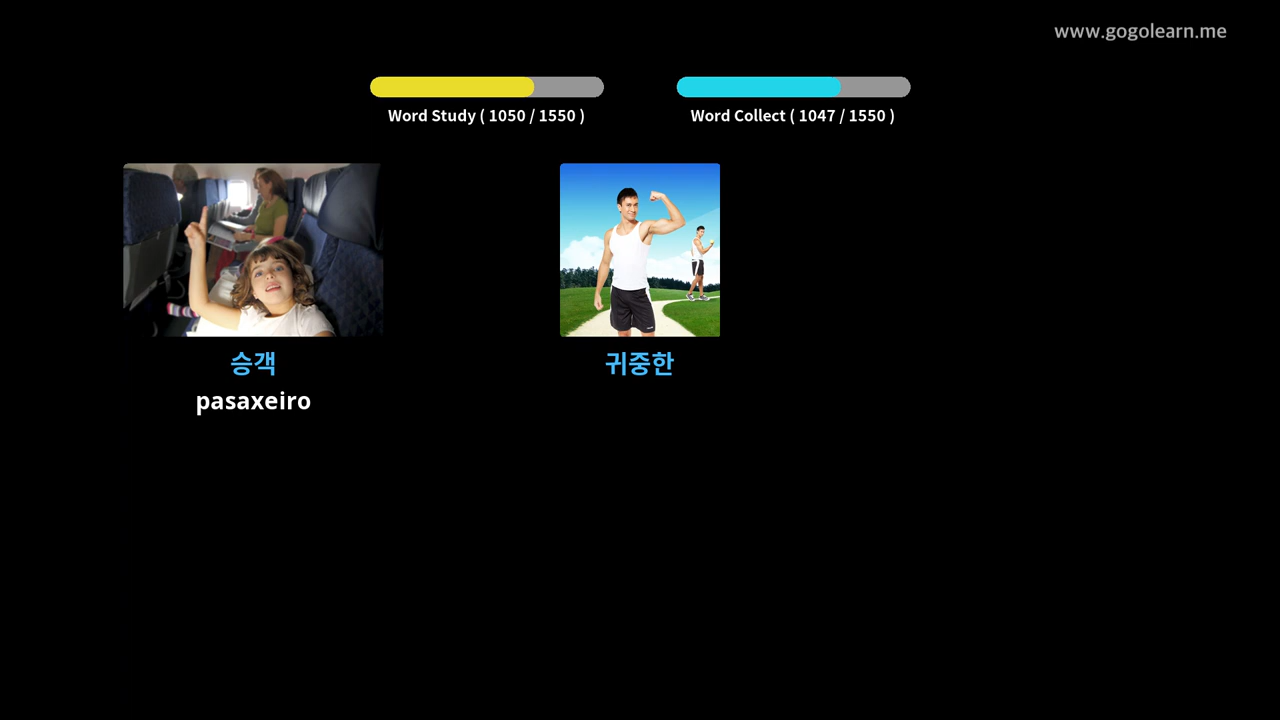 www.gogolearn.me
Word Study ( 1050 / 1550 )
Word Collect ( 1047 / 1550 )
승객
pasaxeiro
귀중한